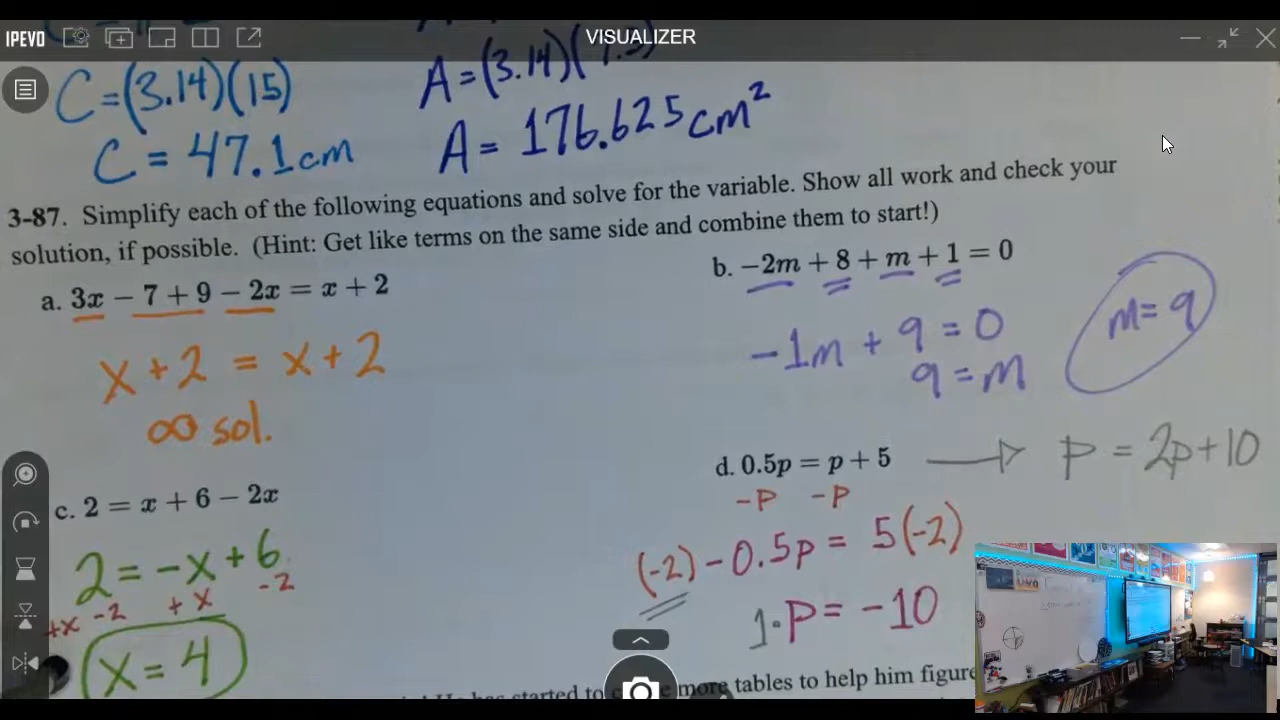 IPEVO
VISUALIZER
C=(3.14)(15)
C = 47.1cm
A=(3.14)(
A= 176.625cm²
3-87. Simplify each of the following equations and solve for the variable. Show all work and check your
solution, if possible. (Hint: Get like terms on the same side and combine them to start!)
a. 3x − 7 + 9 − 2x = x + 2
x+2 = x+2
∞ sol.
b. −2m + 8 + m + 1 = 0
-1m + 9 = 0
9 = m
m= 9
c. 2 = x + 6 − 2x
2 = -x + 6
+x -2 +x -2
x = 4
d. 0.5p = p + 5
P = 2p+10
-P -P
(-2) -0.5p = 5(-2)
1·P= -10
more tables to help him figure